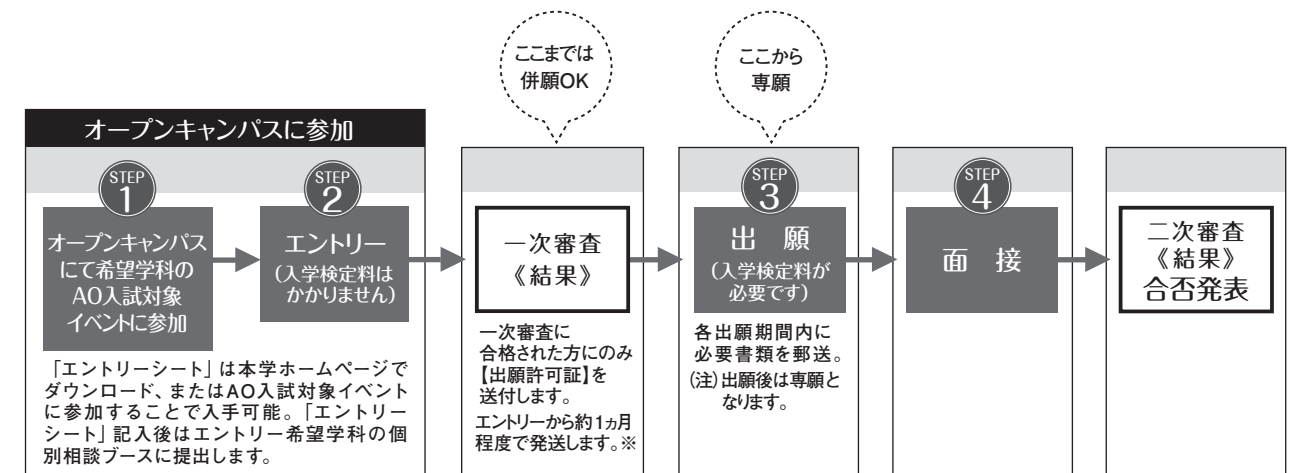 ここまでは
併願OK
ここから
専願
オープンキャンパスに参加
STEP
1
オープンキャンパス
にて希望学科の
AO入試対象
イベントに参加
STEP
2
エントリー
(入学検定料は
かかりません)
「エントリーシート」は本学ホームページで
ダウンロード、またはAO入試対象イベント
に参加することで入手可能。「エントリー
シート」記入後はエントリー希望学科の個
別相談ブースに提出します。
一次審査
《結果》
一次審査に
合格された方にのみ
【出願許可証】を
送付します。
エントリーから約1ヵ月
程度で発送します。※
STEP
3
出 願
(入学検定料が
必要です)
各出願期間内に
必要書類を郵送。
(注)出願後は専願と
なります。
STEP
4
面 接
二次審査
《結果》
合否発表